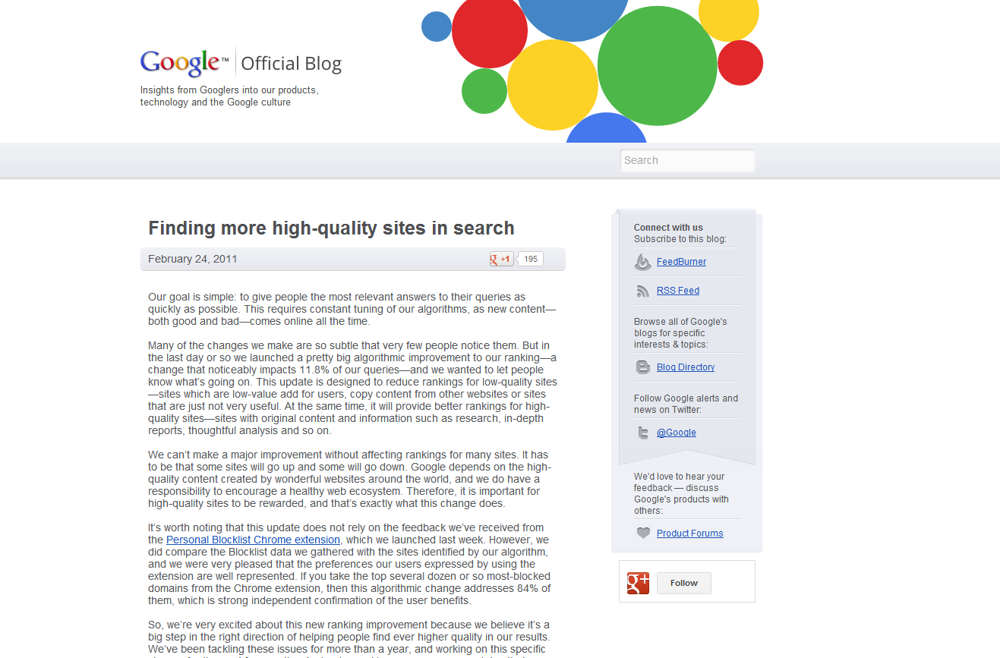 Google™ Official Blog
Insights from Googlers into our products,
technology and the Google culture
Search
Finding more high-quality sites in search
February 24, 2011
g +1 195
Our goal is simple: to give people the most relevant answers to their queries as
quickly as possible. This requires constant tuning of our algorithms, as new content—
both good and bad—comes online all the time.
Many of the changes we make are so subtle that very few people notice them. But in
the last day or so we launched a pretty big algorithmic improvement to our ranking—a
change that noticeably impacts 11.8% of our queries—and we wanted to let people
know what's going on. This update is designed to reduce rankings for low-quality sites
—sites which are low-value add for users, copy content from other websites or sites
that are just not very useful. At the same time, it will provide better rankings for high-
quality sites—sites with original content and information such as research, in-depth
reports, thoughtful analysis and so on.
We can't make a major improvement without affecting rankings for many sites. It has
to be that some sites will go up and some will go down. Google depends on the high-
quality content created by wonderful websites around the world, and we do have a
responsibility to encourage a healthy web ecosystem. Therefore, it is important for
high-quality sites to be rewarded, and that's exactly what this change does.
It's worth noting that this update does not rely on the feedback we've received from
the Personal Blocklist Chrome extension, which we launched last week. However, we
did compare the Blocklist data we gathered with the sites identified by our algorithm,
and we were very pleased that the preferences our users expressed by using the
extension are well represented. If you take the top several dozen or so most-blocked
domains from the Chrome extension, then this algorithmic change addresses 84% of
them, which is strong independent confirmation of the user benefits.
So, we're very excited about this new ranking improvement because we believe it's a
big step in the right direction of helping people find ever higher quality in our results.
We've been tackling these issues for more than a year, and working on this specific
Connect with us
Subscribe to this blog:
FeedBurner
RSS Feed
Browse all of Google's
blogs for specific
interests & topics:
Blog Directory
Follow Google alerts and
news on Twitter:
@Google
We'd love to hear your
feedback — discuss
Google's products with
others:
Product Forums
g+ Follow